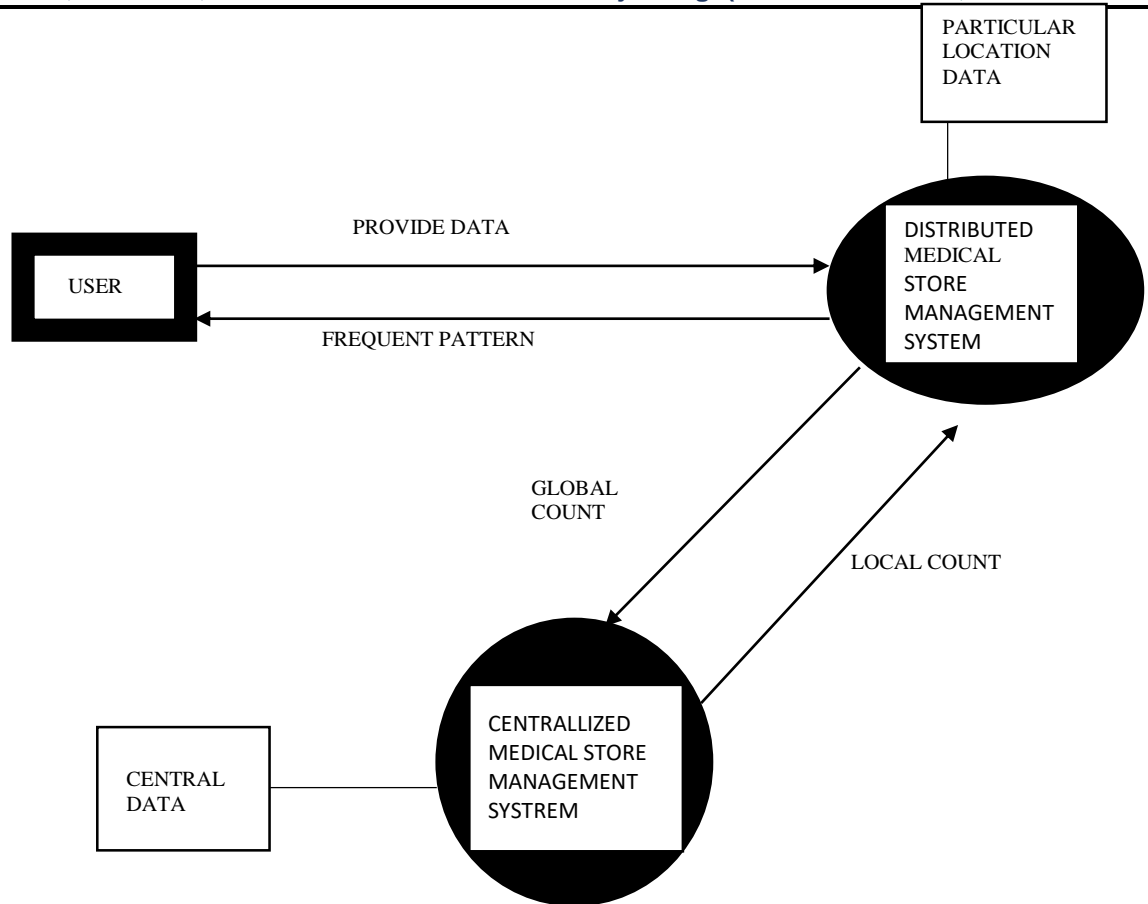 PARTICULAR
LOCATION
DATA
PROVIDE DATA
DISTRIBUTED
MEDICAL
STORE
MANAGEMENT
SYSTEM
USER
FREQUENT PATTERN
GLOBAL
COUNT
LOCAL COUNT
CENTRALLIZED
MEDICAL STORE
MANAGEMENT
SYSTREM
CENTRAL
DATA